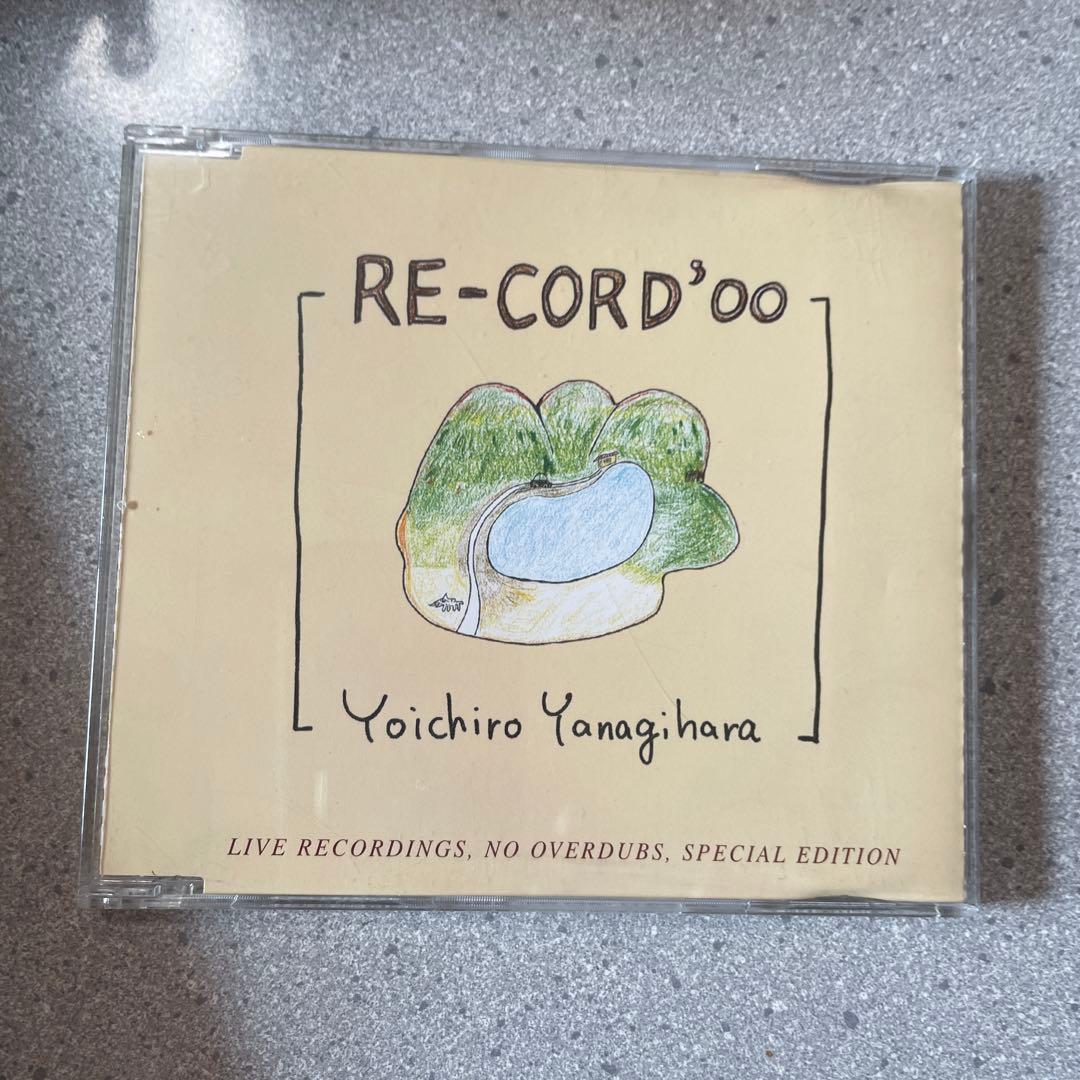 RE-CORD'00
Yoichiro Yanagihara
LIVE RECORDINGS, NO OVERDUBS, SPECIAL EDITION